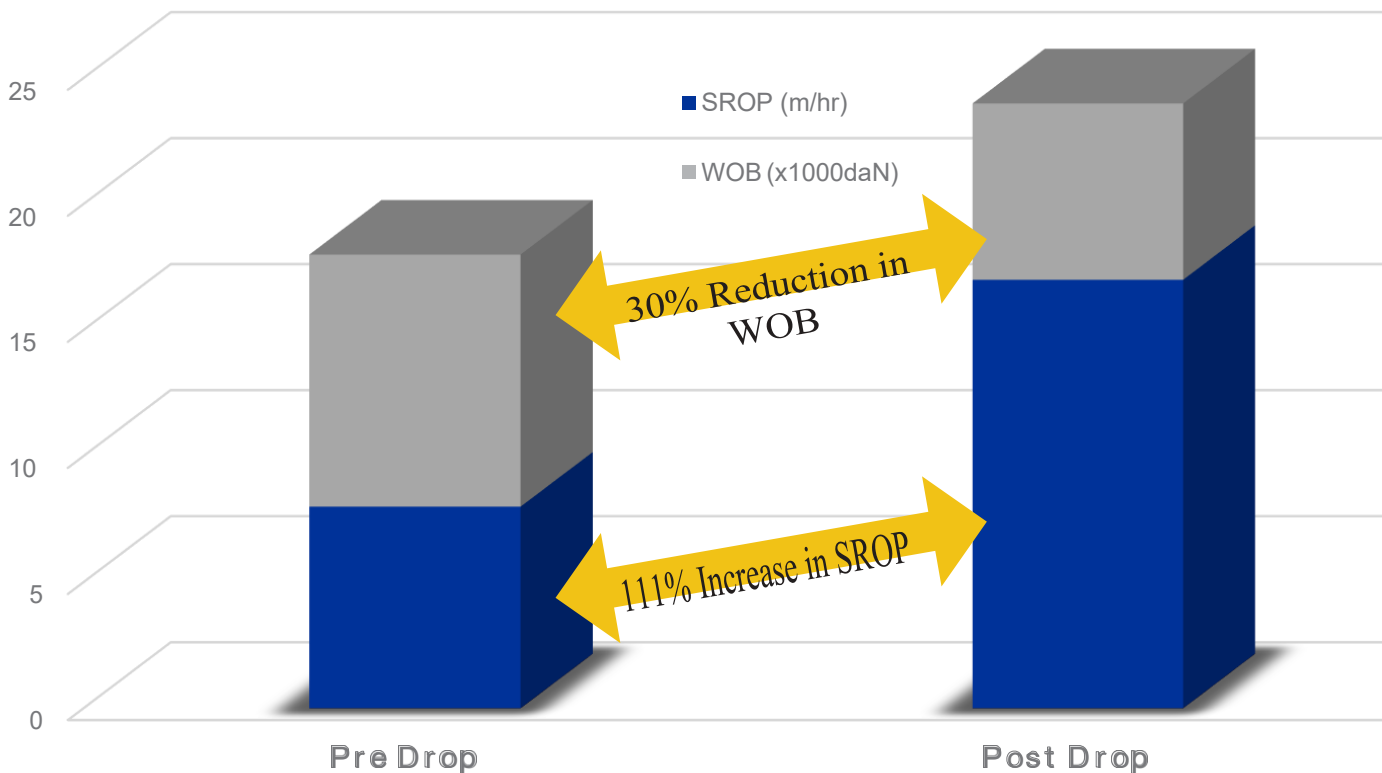 25
20
15
10
5
0
SROP (m/hr)
WOB (x1000daN)
30% Reduction in
WOB
111% Increase in SROP
Pre Drop
Post Drop